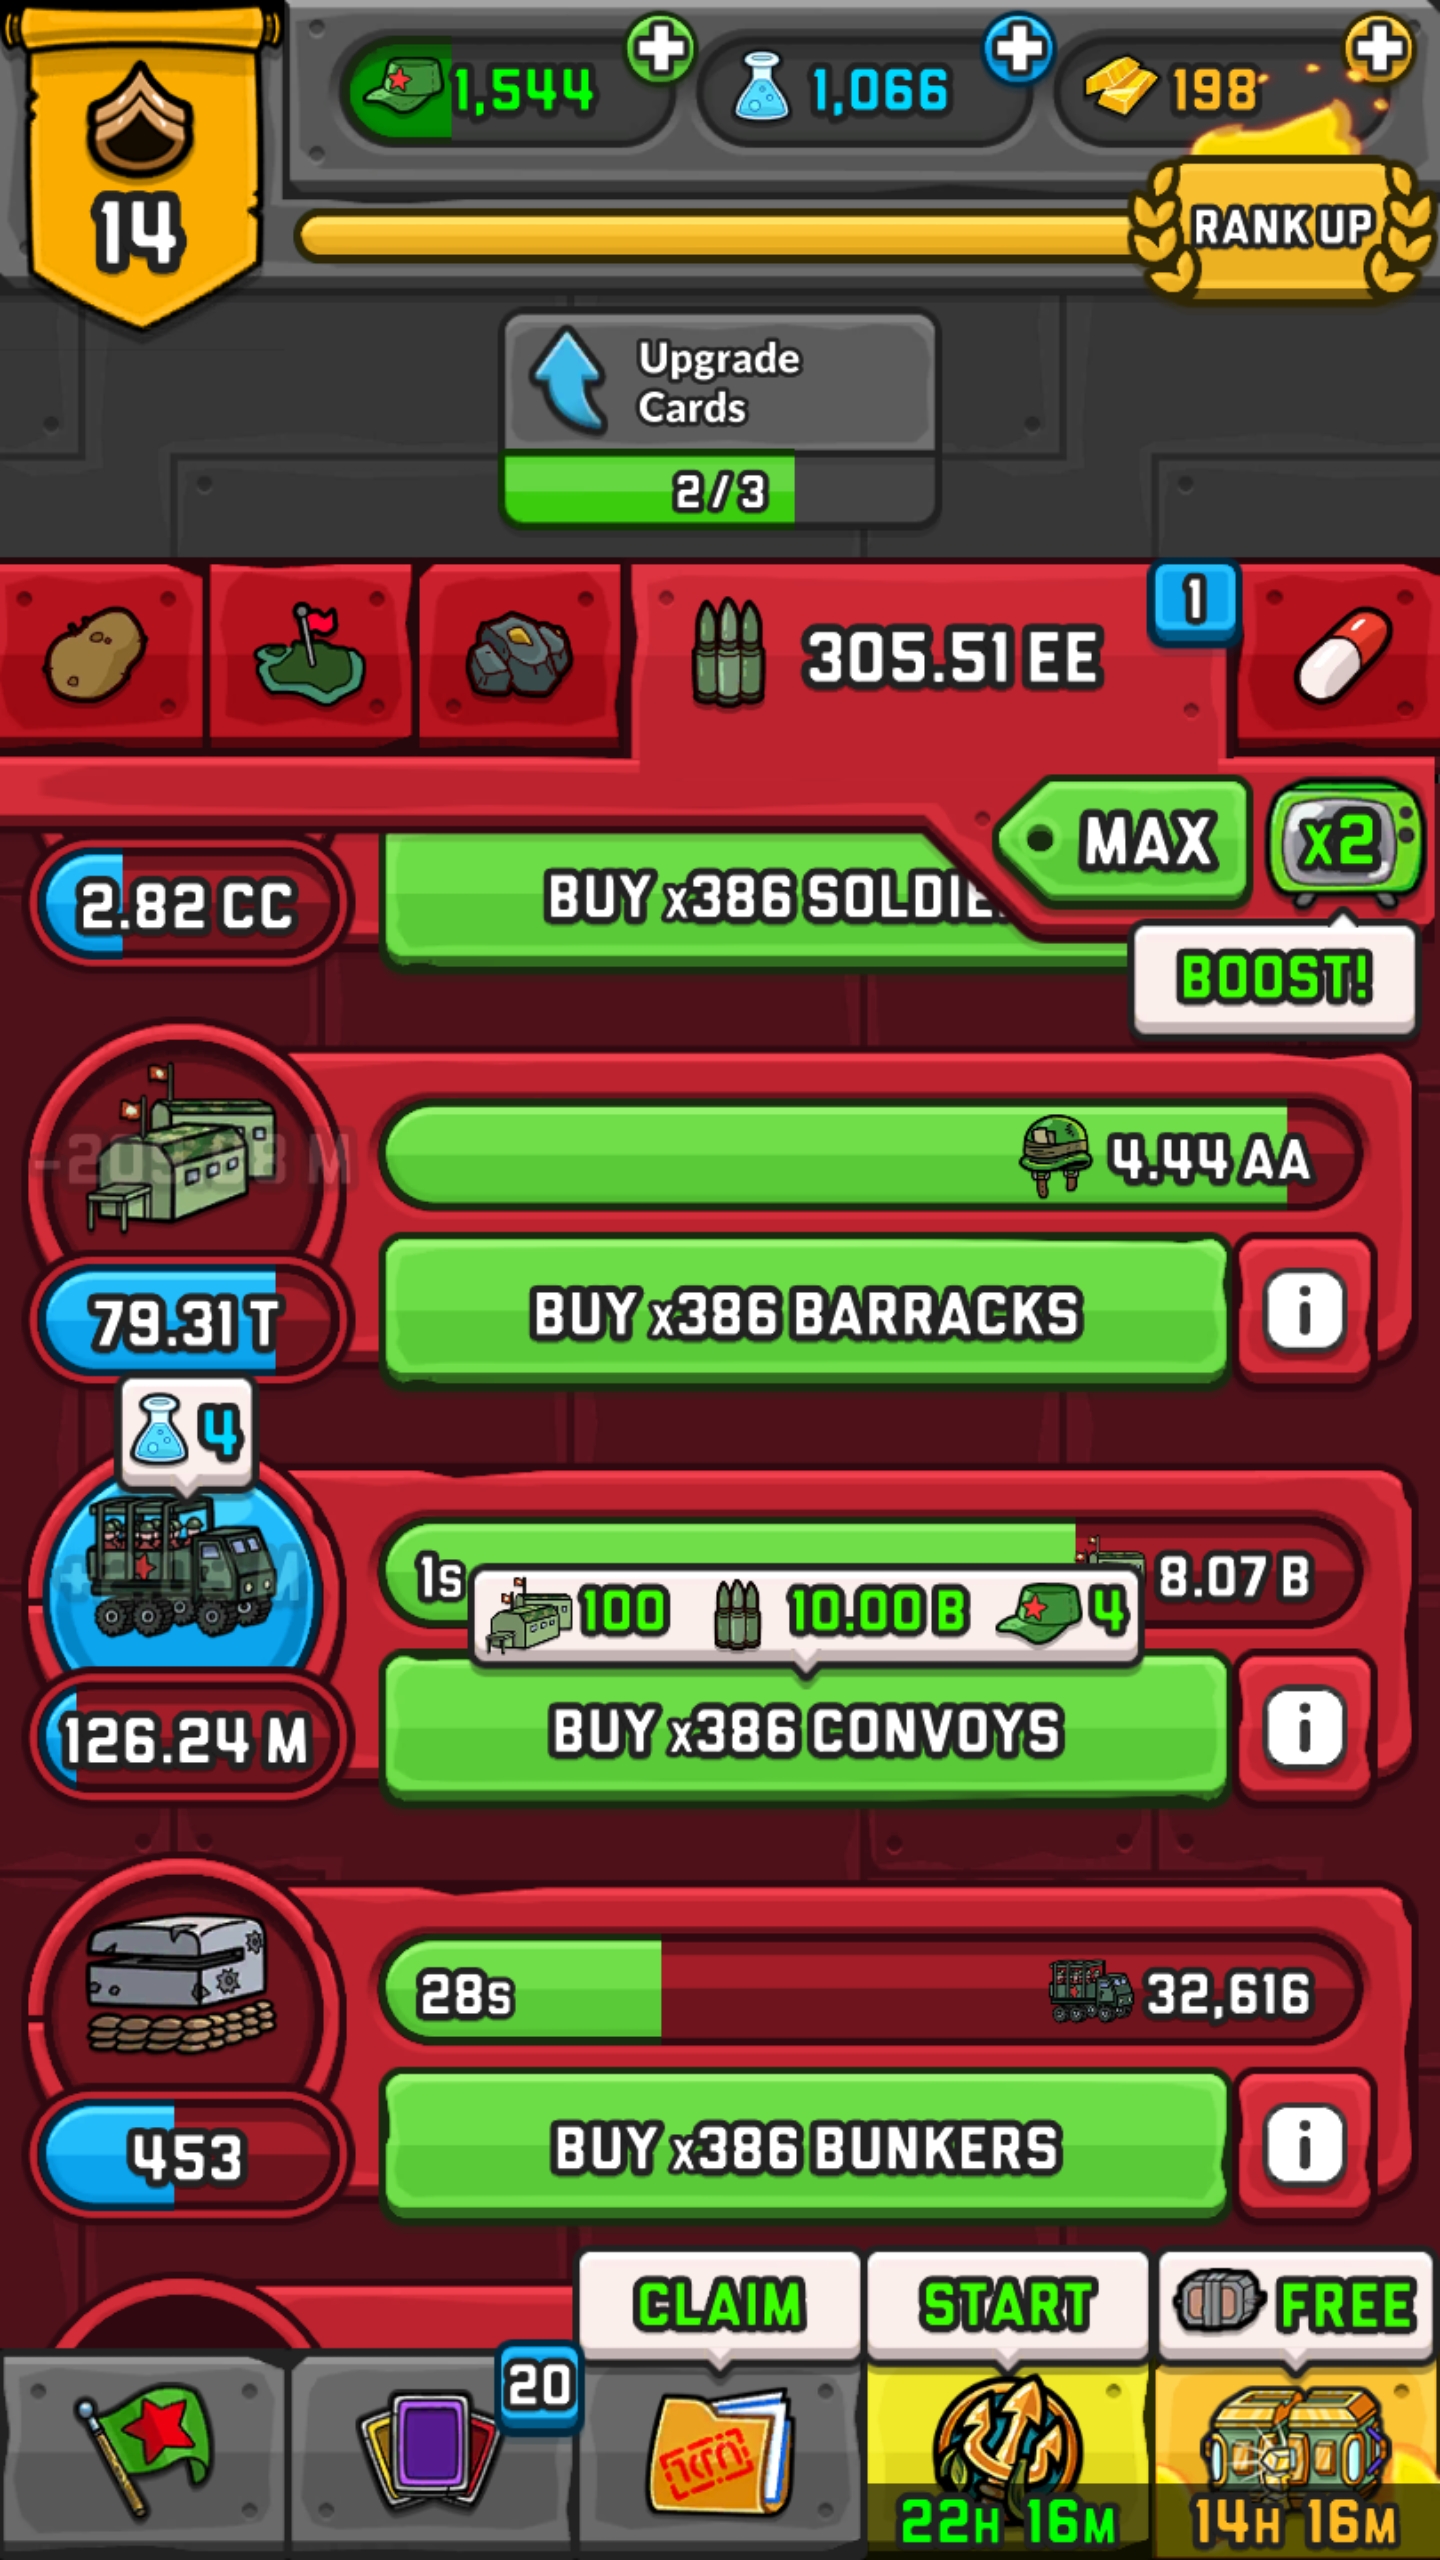 1,544
1,066
198
14
RANK UP
Upgrade
Cards
2/3
305.51 EE
1
MAX
x2
2.82 CC
BUY x386 SOLDIE
BOOST!
4.44 AA
79.31 T
BUY x386 BARRACKS
4
1s
8.07 B
100
10.00 B
4
126.24 M
BUY x386 CONVOYS
28s
32,616
453
BUY x386 BUNKERS
CLAIM
START
FREE
20
22H 16M
14H 16M